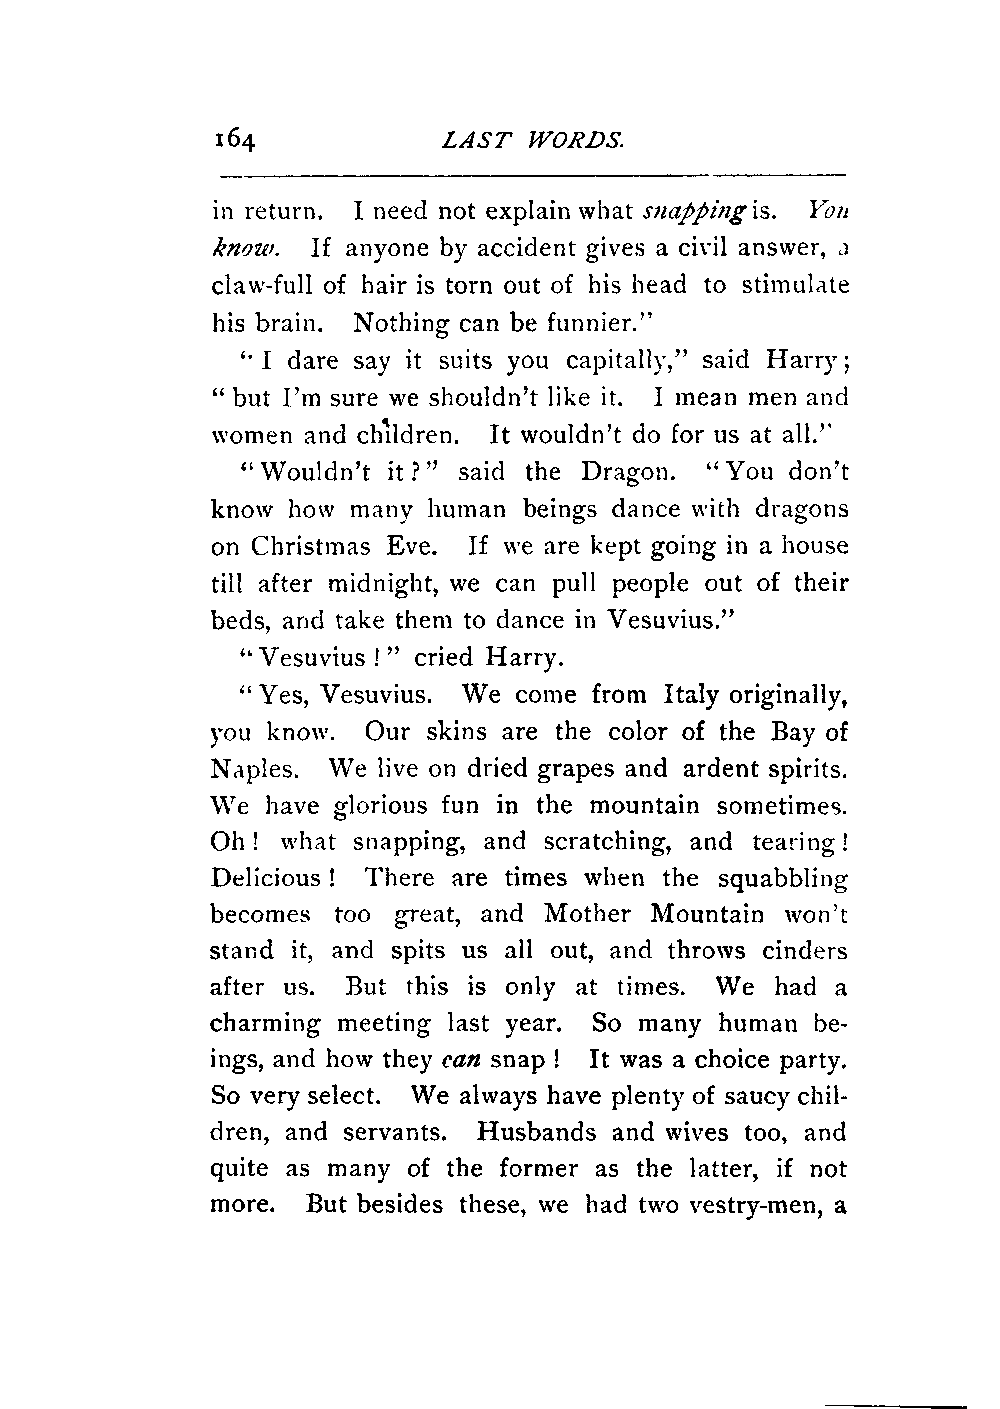 164 LAST WORDS.
in return. I need not explain what snapping is. You
know. If anyone by accident gives a civil answer, a
claw-full of hair is torn out of his head to stimulate
his brain. Nothing can be funnier."
"I dare say it suits you capitally," said Harry;
"but I'm sure we shouldn't like it. I mean men and
women and children. It wouldn't do for us at all."
"Wouldn't it?" said the Dragon. "You don't
know how many human beings dance with dragons
on Christmas Eve. If we are kept going in a house
till after midnight, we can pull people out of their
beds, and take them to dance in Vesuvius."
"Vesuvius!" cried Harry.
"Yes, Vesuvius. We come from Italy originally,
you know. Our skins are the color of the Bay of
Naples. We live on dried grapes and ardent spirits.
We have glorious fun in the mountain sometimes.
Oh! what snapping, and scratching, and tearing!
Delicious! There are times when the squabbling
becomes too great, and Mother Mountain won't
stand it, and spits us all out, and throws cinders
after us. But this is only at times. We had a
charming meeting last year. So many human be-
ings, and how they can snap! It was a choice party.
So very select. We always have plenty of saucy chil-
dren, and servants. Husbands and wives too, and
quite as many of the former as the latter, if not
more. But besides these, we had two vestry-men, a